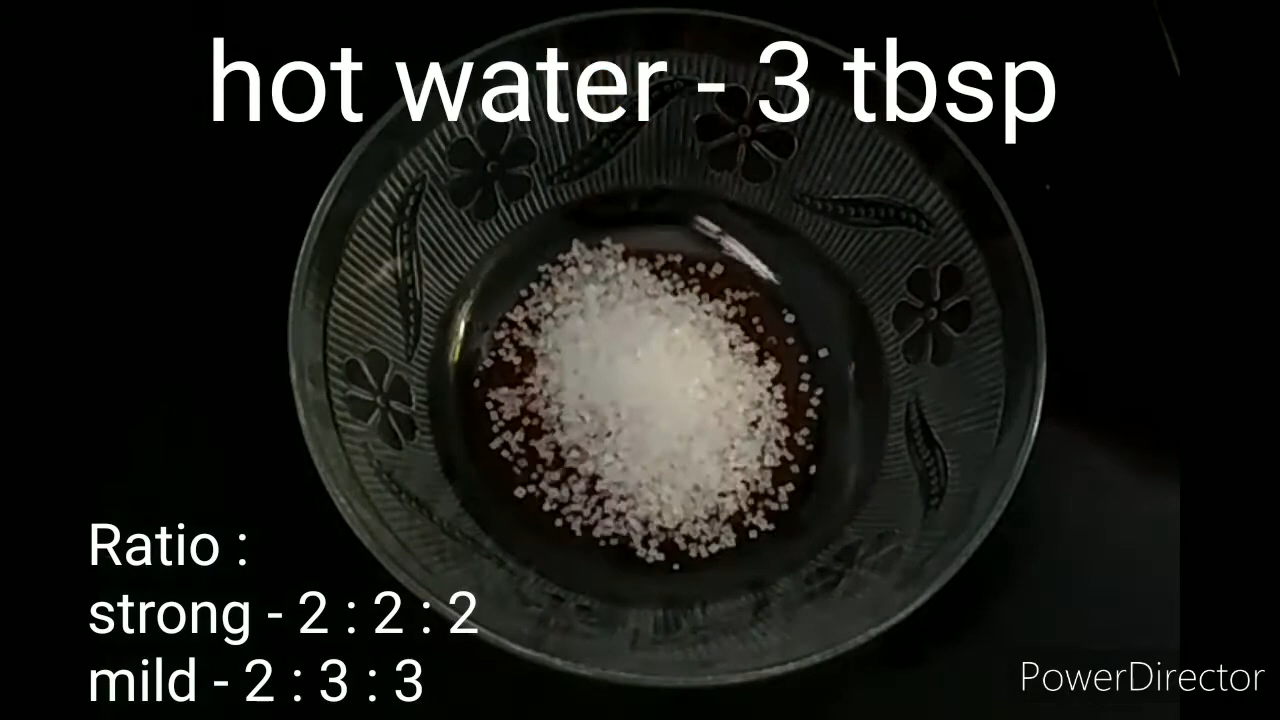 hot water - 3 tbsp
Ratio :
strong - 2 : 2 : 2
mild - 2 : 3 : 3
PowerDirector